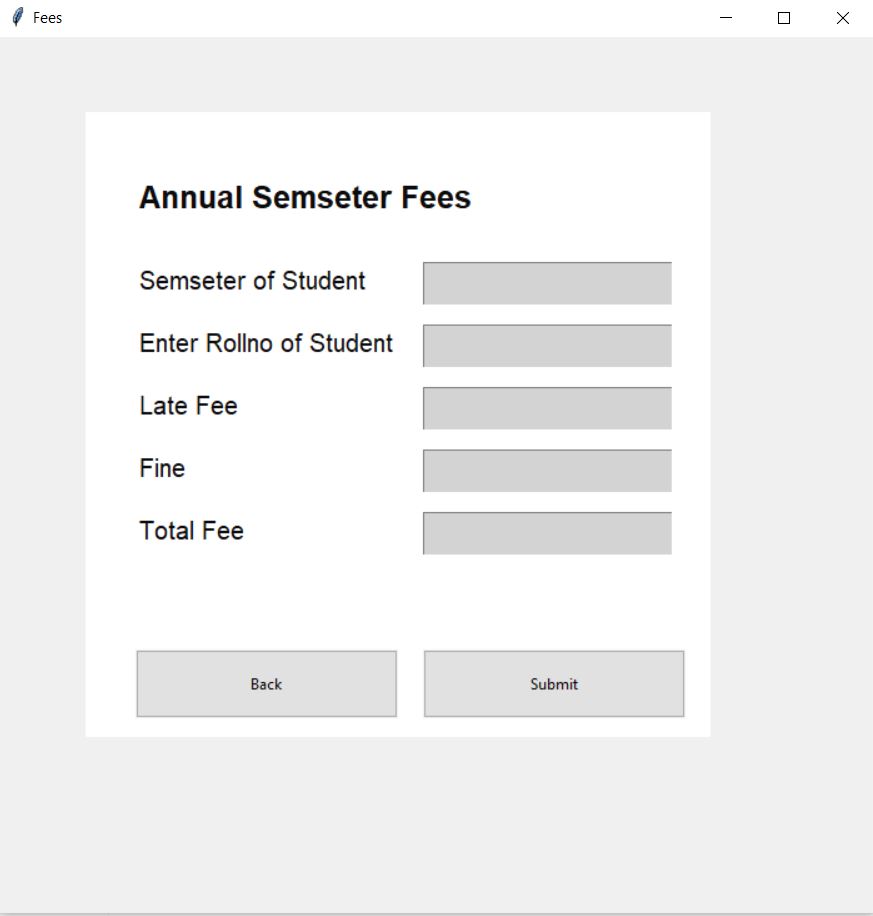 Fees
Annual Semseter Fees
Semseter of Student
Enter Rollno of Student
Late Fee
Fine
Total Fee
Back Submit